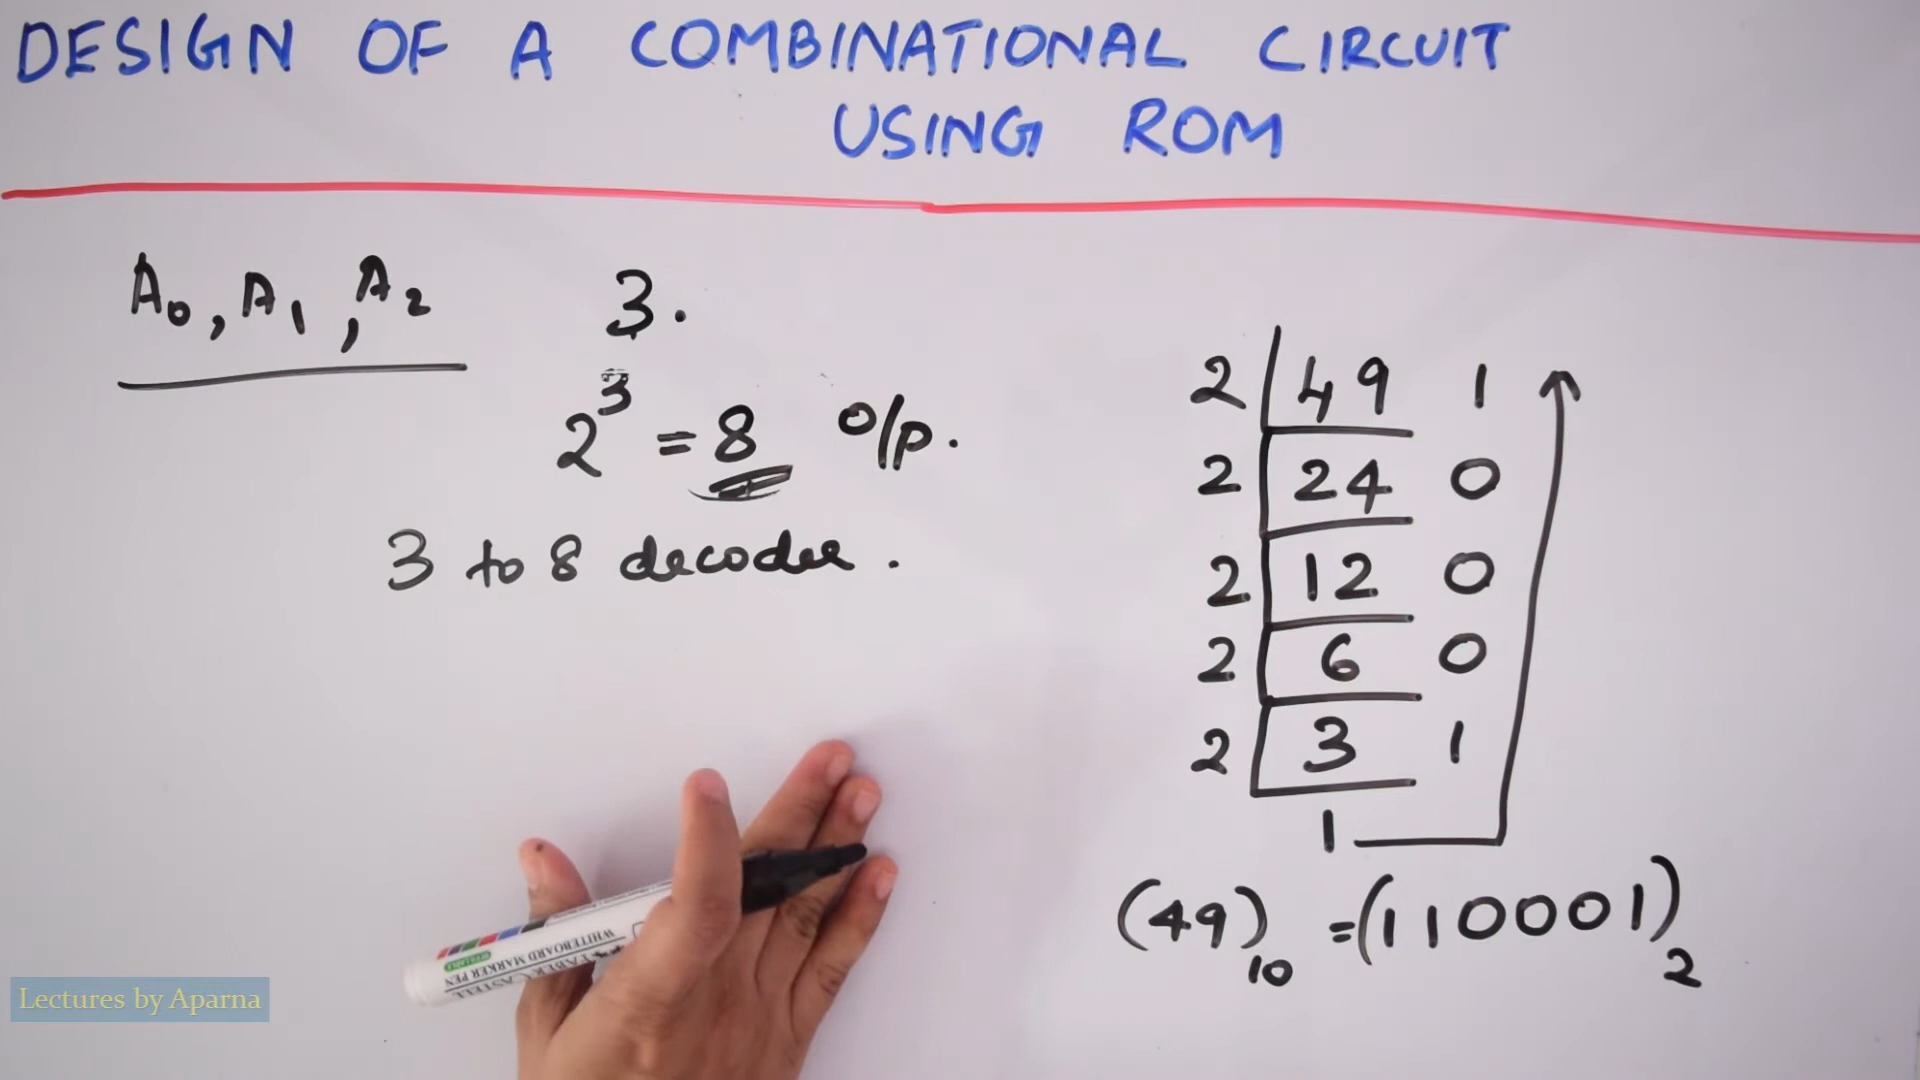 DESIGN OF A COMBINATIONAL CIRCUIT
USING ROM
A0, A1, A2
3.
2^3 = 8 O/p.
3 to 8 decoder.
2 49 1
2 24 0
2 12 0
2 6 0
2 3 1
1
(49)10 = (110001)2
WHITEBOARD MARKER PEN
FABER CASTELL
Lectures by Aparna